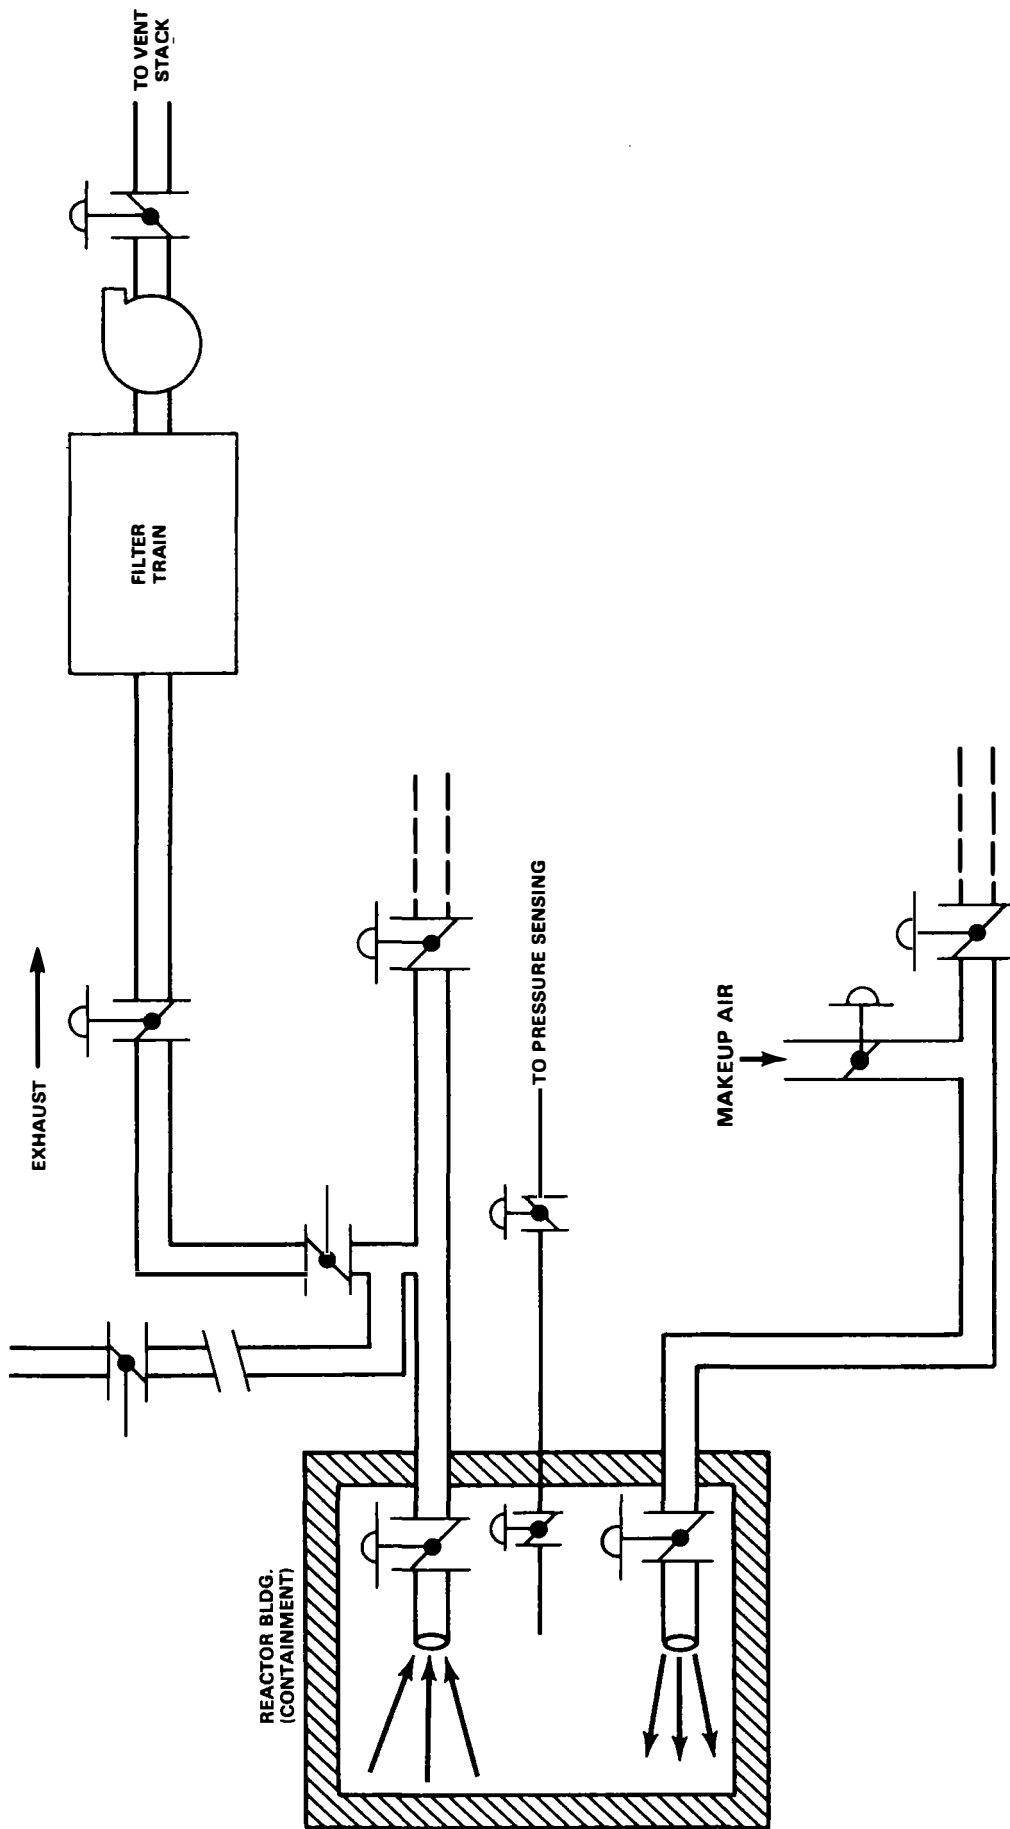 TO VENT
STACK
FILTER
TRAIN
EXHAUST
TO PRESSURE SENSING
MAKEUP AIR
REACTOR BLDG.
(CONTAINMENT)